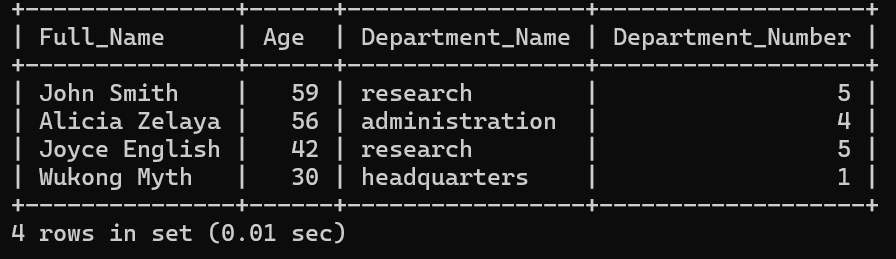 +---------------+------+-----------------+-------------------+
| Full_Name     | Age  | Department_Name | Department_Number |
+---------------+------+-----------------+-------------------+
| John Smith    |   59 | research        |                 5 |
| Alicia Zelaya |   56 | administration  |                 4 |
| Joyce English |   42 | research        |                 5 |
| Wukong Myth   |   30 | headquarters    |                 1 |
+---------------+------+-----------------+-------------------+
4 rows in set (0.01 sec)